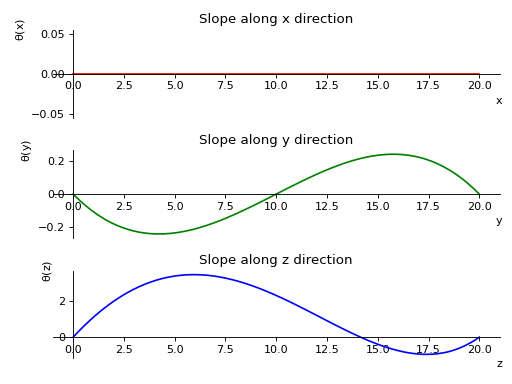 Slope along x direction
θ(x)
0.05
0.00
−0.05
0.0 2.5 5.0 7.5 10.0 12.5 15.0 17.5 20.0
x
Slope along y direction
θ(y)
0.2
0.0
−0.2
0.0 2.5 5.0 7.5 10.0 12.5 15.0 17.5 20.0
y
Slope along z direction
θ(z)
2
0
0.0 2.5 5.0 7.5 10.0 12.5 15.0 17.5 20.0
z